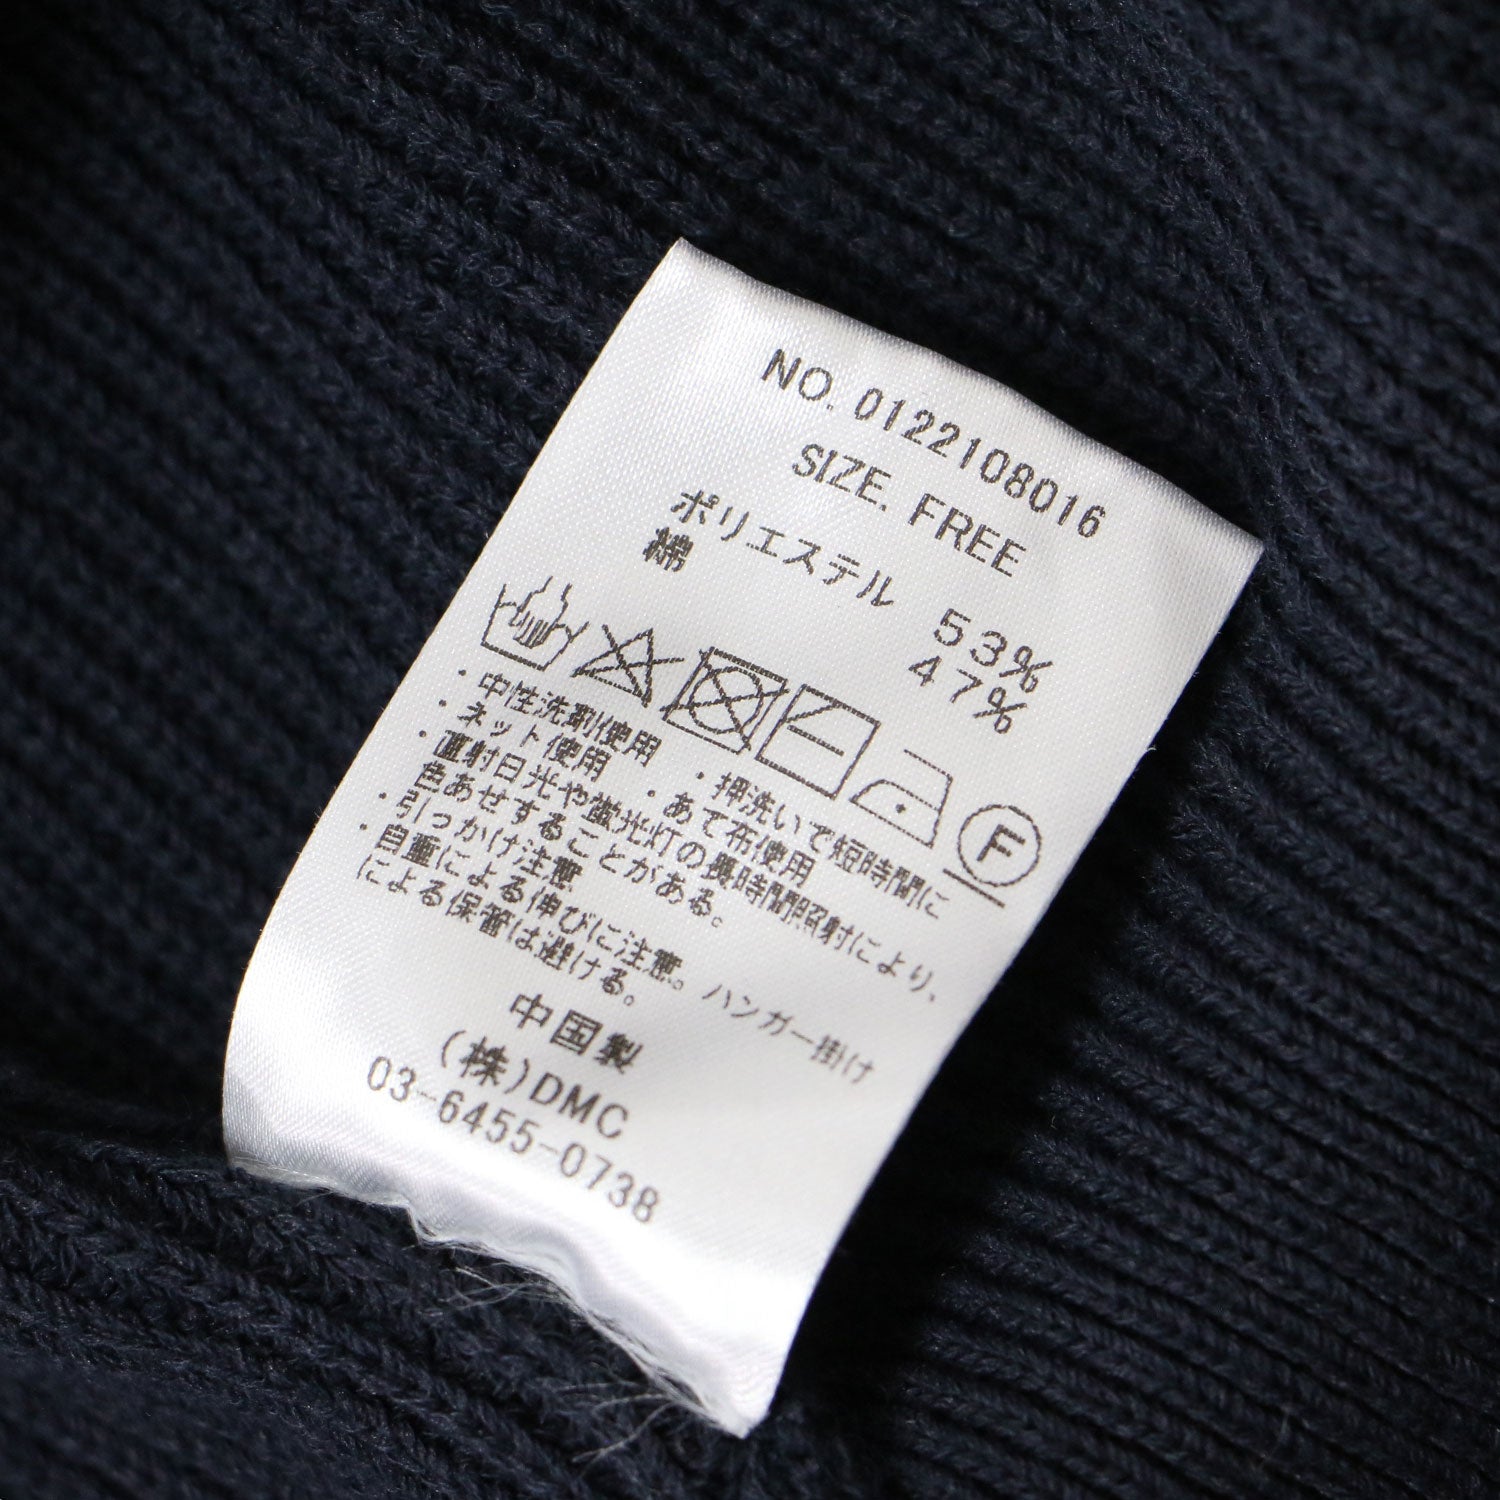 NO. 0122108016
SIZE. FREE
ポリエステル 53%
綿 47%
F
・中性洗剤使用 ・押洗いで短時間に
・ネット使用 ・あて布使用
・直射日光や蛍光灯の長時間照射により、
色あせすることがある。
・引っかけ注意
・自重による伸びに注意。ハンガー掛け
による保管は避ける。
中国製
(株)DMC
03-6455-0738